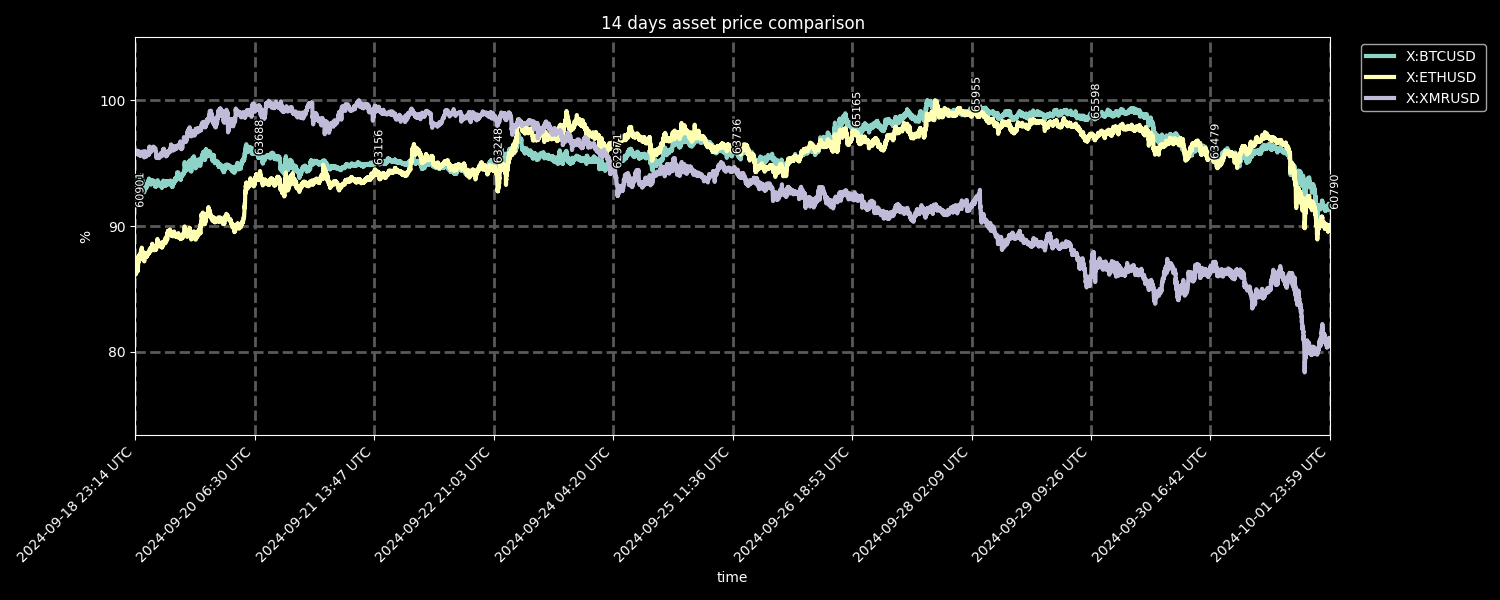 14 days asset price comparison
X:BTCUSD
X:ETHUSD
X:XMRUSD
100
90
80
%
60901
63688
63156
63248
62971
63736
65165
65955
65598
63479
60790
2024-09-18 23:14 UTC
2024-09-20 06:30 UTC
2024-09-21 13:47 UTC
2024-09-22 21:03 UTC
2024-09-24 04:20 UTC
2024-09-25 11:36 UTC
2024-09-26 18:53 UTC
2024-09-28 02:09 UTC
2024-09-29 09:26 UTC
2024-09-30 16:42 UTC
2024-10-01 23:59 UTC
time